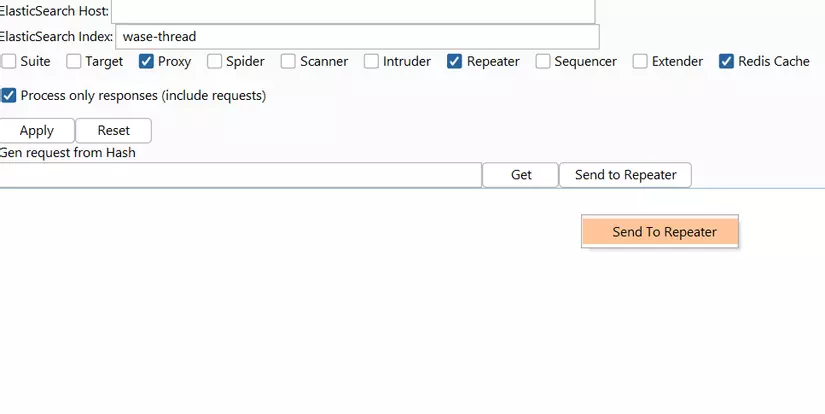 ElasticSearch Host:
ElasticSearch Index: wase-thread
Suite Target Proxy Spider Scanner Intruder Repeater Sequencer Extender Redis Cache
Process only responses (include requests)
Apply Reset
Gen request from Hash
Get Send to Repeater
Send To Repeater